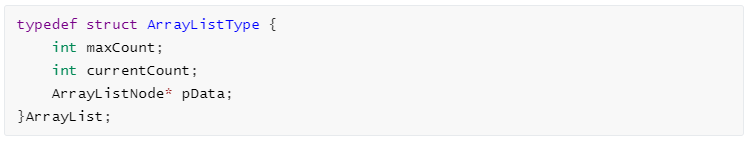 typedef struct ArrayListType {
    int maxCount;
    int currentCount;
    ArrayListNode* pData;
}ArrayList;